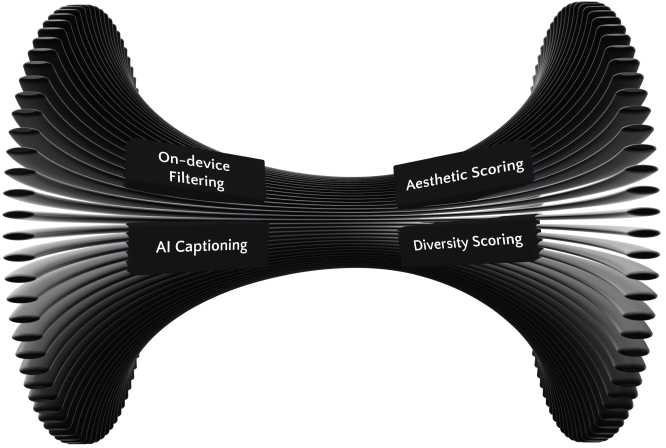 On-device
Filtering
Aesthetic Scoring
AI Captioning
Diversity Scoring